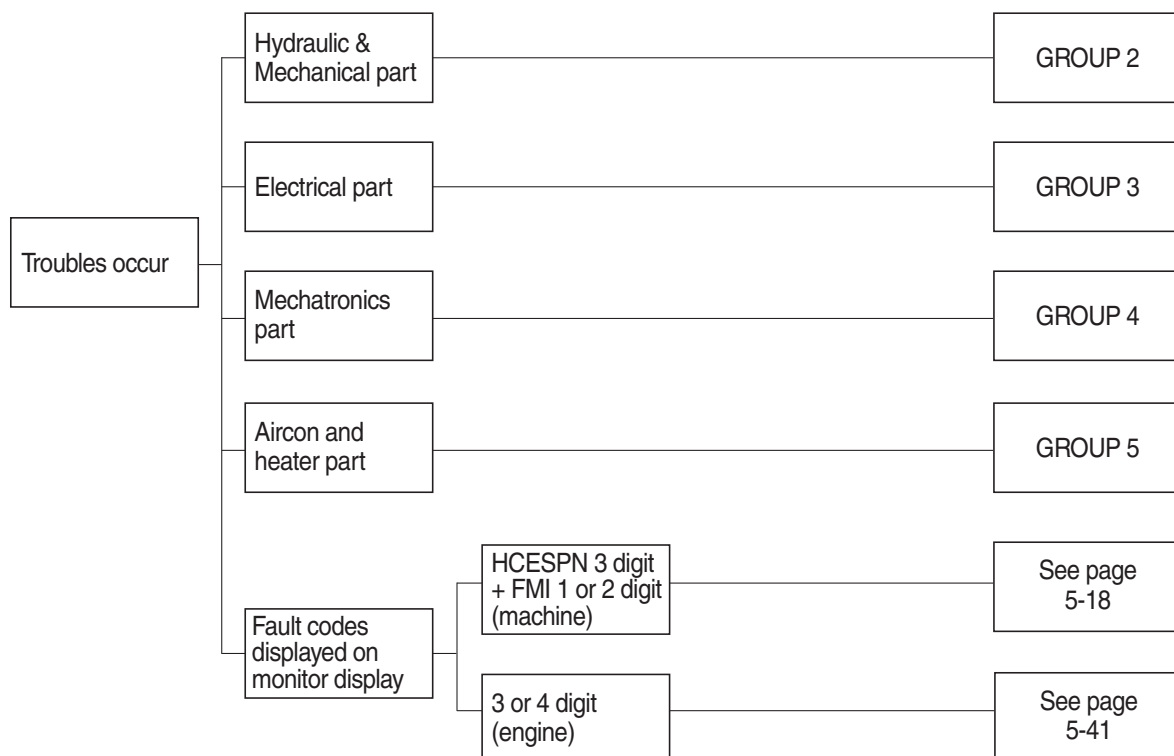 Hydraulic &
Mechanical part
GROUP 2
Electrical part
GROUP 3
Troubles occur
Mechatronics
part
GROUP 4
Aircon and
heater part
GROUP 5
HCESPN 3 digit
+ FMI 1 or 2 digit
(machine)
See page
5-18
Fault codes
displayed on
monitor display
3 or 4 digit
(engine)
See page
5-41